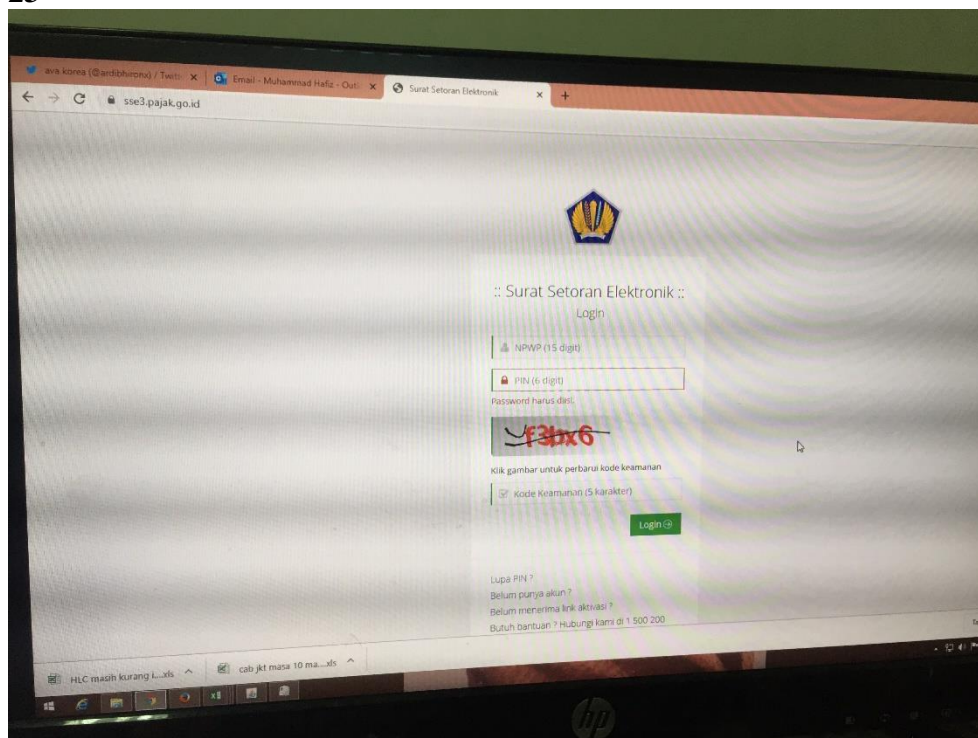 ava korea (@ardibhirona) / Twitt
Email - Muhammad Hafiz - Outl
Surat Setoran Elektronik
sse3.pajak.go.id
:: Surat Setoran Elektronik ::
Login
NPWP (15 digit)
PIN (6 digit)
Password harus diisi.
f3bx6
Klik gambar untuk perbarui kode keamanan
Kode Keamanan (5 karakter)
Login
Lupa PIN ?
Belum punya akun ?
Belum menerima link aktivasi ?
Butuh bantuan ? Hubungi kami di 1 500 200
HLC masih kurang l....xls
cab jkt masa 10 ma....xls
hp